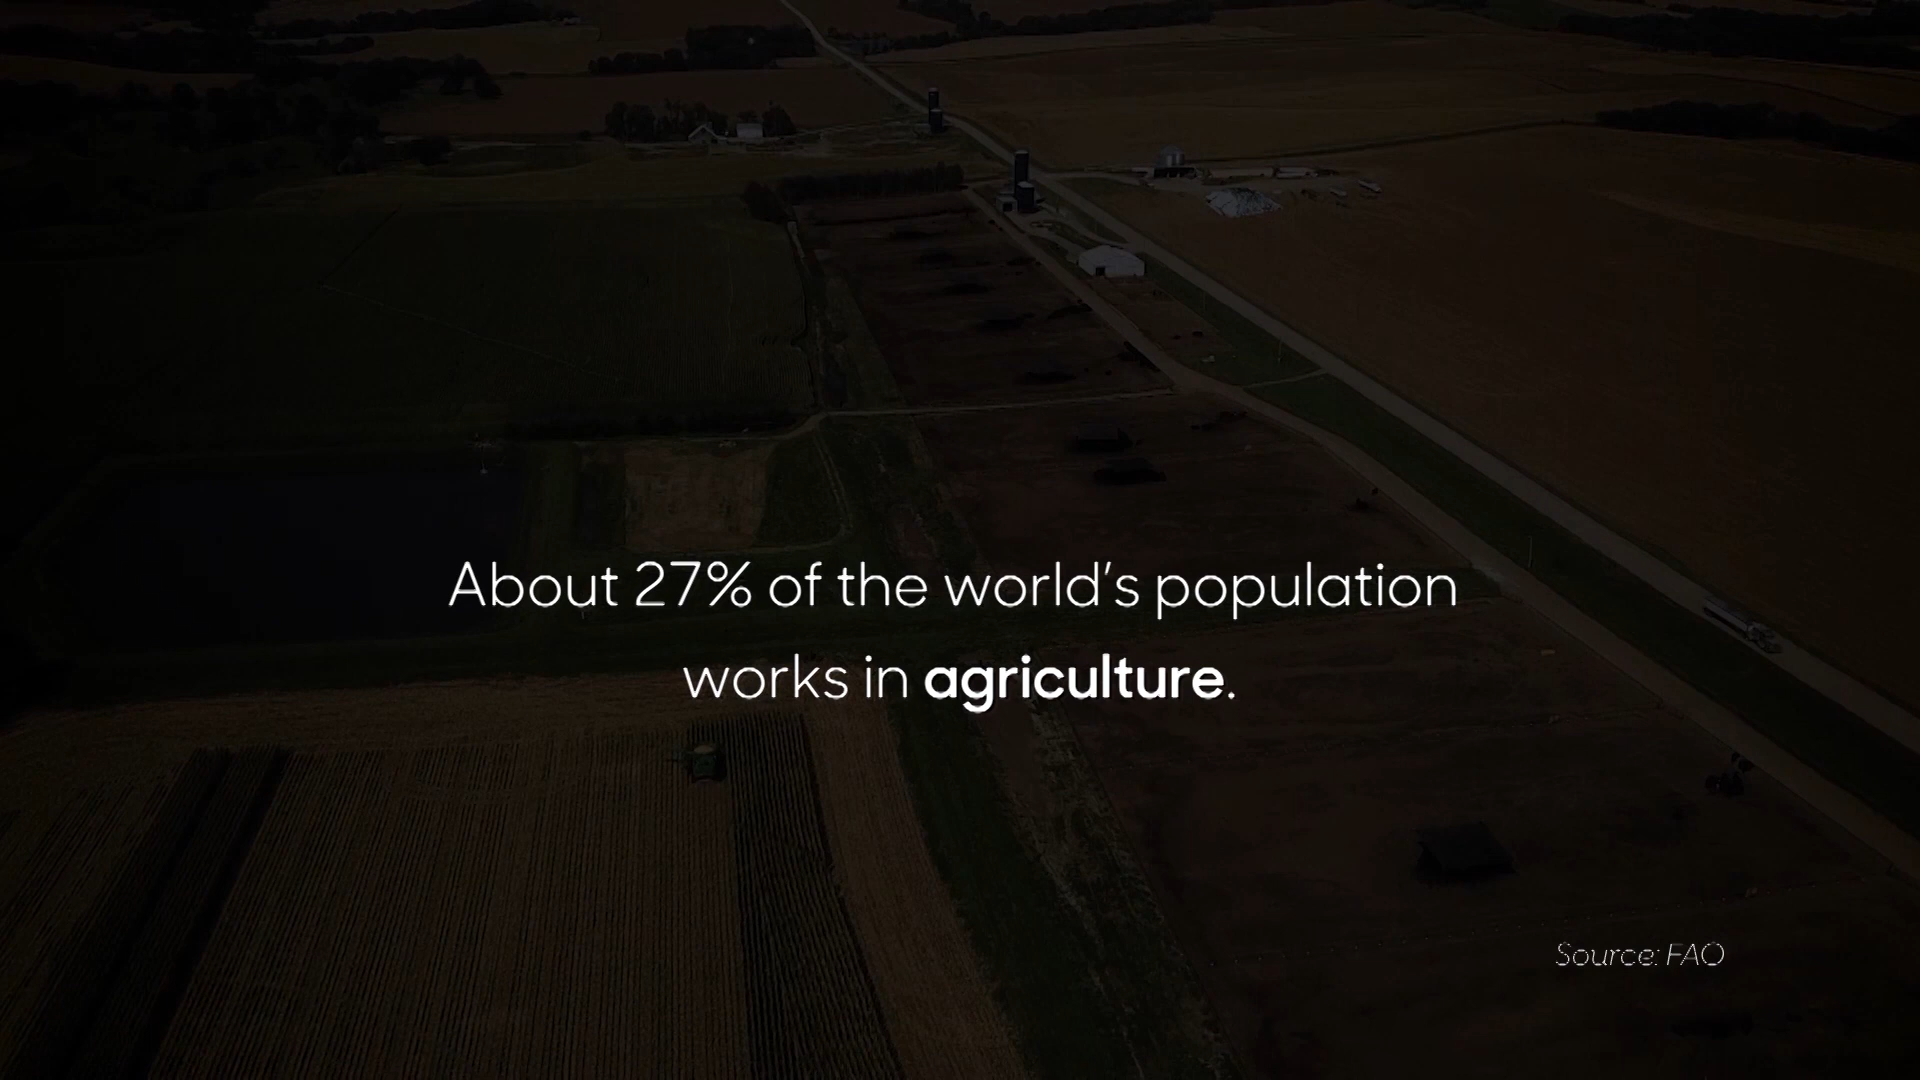 About 27% of the world's population
works in agriculture.
Source: FAO